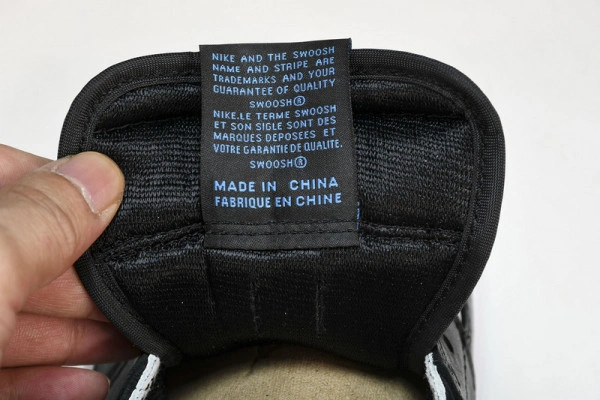 NIKE AND THE SWOOSH
NAME AND STRIPE ARE
TRADEMARKS AND YOUR
GUARANTEE OF QUALITY
SWOOSH®
NIKE.LE TERME SWOOSH
ET SON SIGLE SONT DES
MARQUES DEPOSEES ET
VOTRE GARANTIE DE QUALITE.
SWOOSH®
MADE IN CHINA
FABRIQUE EN CHINE